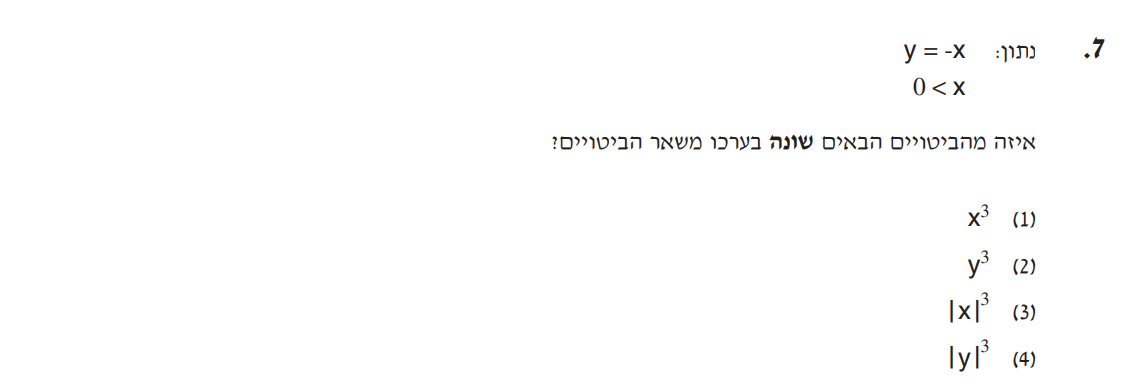 7. נתון: y = -x
0 < x
איזה מהביטויים הבאים שונה בערכו משאר הביטויים?
(1) x³
(2) y³
(3) |x|³
(4) |y|³